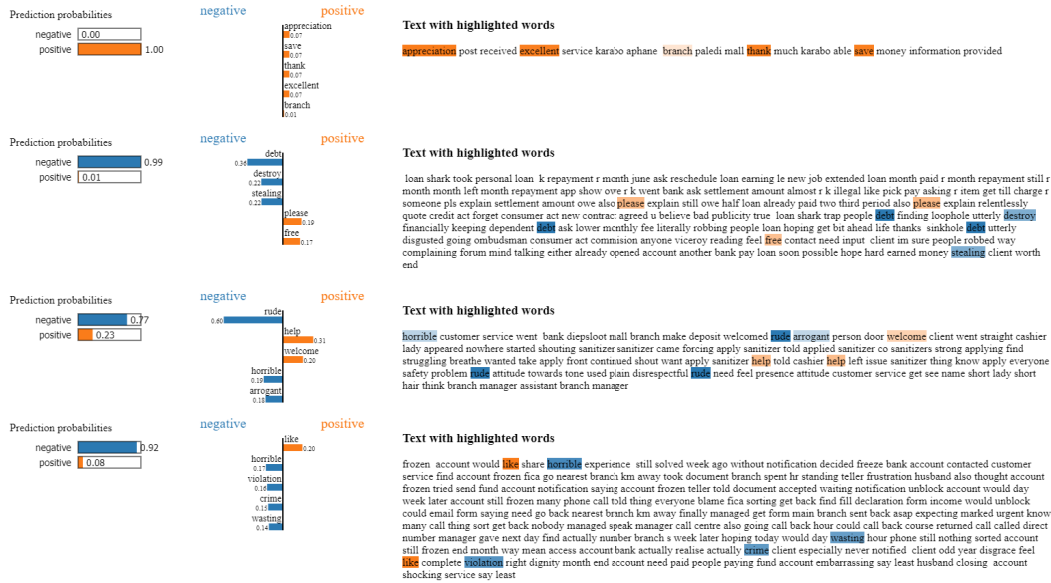 Prediction probabilities
negative 0.00
positive 1.00
negative positive
appreciation
0.07
save
0.07
thank
0.07
excellent
0.07
branch
0.01
Text with highlighted words
appreciation post received excellent service karabo aphane branch paledi mall thank much karabo able save money information provided
Prediction probabilities
negative 0.99
positive 0.01
negative positive
debt
0.36
destroy
0.22
stealing
0.22
please
0.19
free
0.17
Text with highlighted words
loan shark took personal loan k repayment r month june ask reschedule loan earning le new job extended loan month paid r month repayment still r
month month left month repayment app show owe r k went bank ask settlement amount almost r k illegal like pick pay asking r item get till charge r
someone pls explain settlement amount owe also please explain still owe half loan already paid two third period also please explain relentlessly
quote credit act forget consumer act new contract agreed u believe bad publicity true loan shark trap people debt finding loophole utterly destroy
financially keeping dependent debt ask lower monthly fee literally robbing people loan hoping get bit ahead life thanks sinkhole debt utterly
disgusted going ombudsman consumer act commision anyone viceroy reading feel free contact need input client im sure people robbed way
complaining forum mind talking either already opened account another bank pay loan soon possible hope hard earned money stealing client worth
end
Prediction probabilities
negative 0.77
positive 0.23
negative positive
rude
0.60
help
0.31
welcome
0.20
horrible
0.19
arrogant
0.18
Text with highlighted words
horrible customer service went bank diepsloot nall branch make deposit welcomed rude arrogant person door welcome client went straight cashier
lady appeared nowhere started shouting sanitizer sanitizer came forcing apply sanitizer told applied sanitizer co sanitizers strong applying find
struggling breathe wanted take apply front continued shout want apply sanitizer help told cashier help left issue sanitizer thing know apply everyone
safety problem rude attitude towards tone used plain disrespectful rude need feel presence attitude customer service get see name short lady short
hair think branch manager assistant branch manager
Prediction probabilities
negative 0.92
positive 0.08
negative positive
like
0.20
horrible
0.17
violation
0.16
crime
0.15
wasting
0.14
Text with highlighted words
frozen account would like share horrible experience still solved week ago without notification decided freeze bank account contacted customer
service find account frozen fica go nearest branch km away took document branch spent hr standing teller frustration husband also thought account
frozen tried send fund account notification saying account frozen teller told document accepted waiting notification unblock account would day
week later account still frozen many phone call told thing everyone blame fica sorting get back find fill declaration form income would unblock
could email form saying need go back nearest branch km away finally managed get form main branch sent back asap expecting marked urgent know
many call thing sort get back nobody managed speak manager call centre also going call back hour could call back course returned call called direct
number manager gave next day find actually number branch s week later hoping today would day wasting hour phone still nothing sorted account
still frozen end month way mean access account bank actually realise actually crime client especially never notified client odd year disgrace feel
like complete violation right dignity month end account need paid people paying fund account embarrassing say least husband closing account
shocking service say least